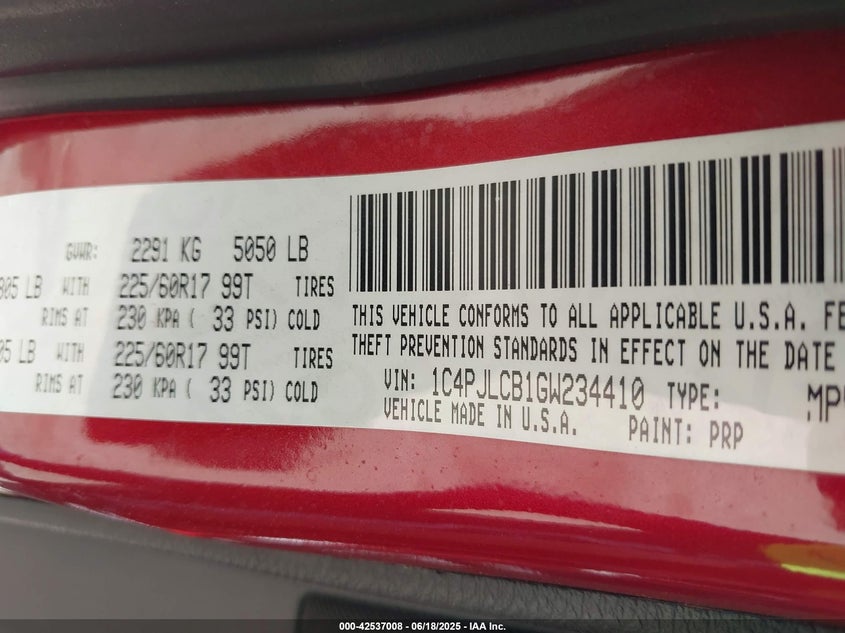 GVWR: 2291 KG 5050 LB
805 LB WITH 225/60R17 99T TIRES
RIMS AT 230 KPA ( 33 PSI) COLD
05 LB WITH 225/60R17 99T TIRES
RIMS AT 230 KPA ( 33 PSI) COLD
THIS VEHICLE CONFORMS TO ALL APPLICABLE U.S.A. FE
THEFT PREVENTION STANDARDS IN EFFECT ON THE DATE
VIN: 1C4PJLCB1GW234410 TYPE: MP
VEHICLE MADE IN U.S.A. PAINT: PRP
000-42537008 - 06/18/2025 - IAA Inc.